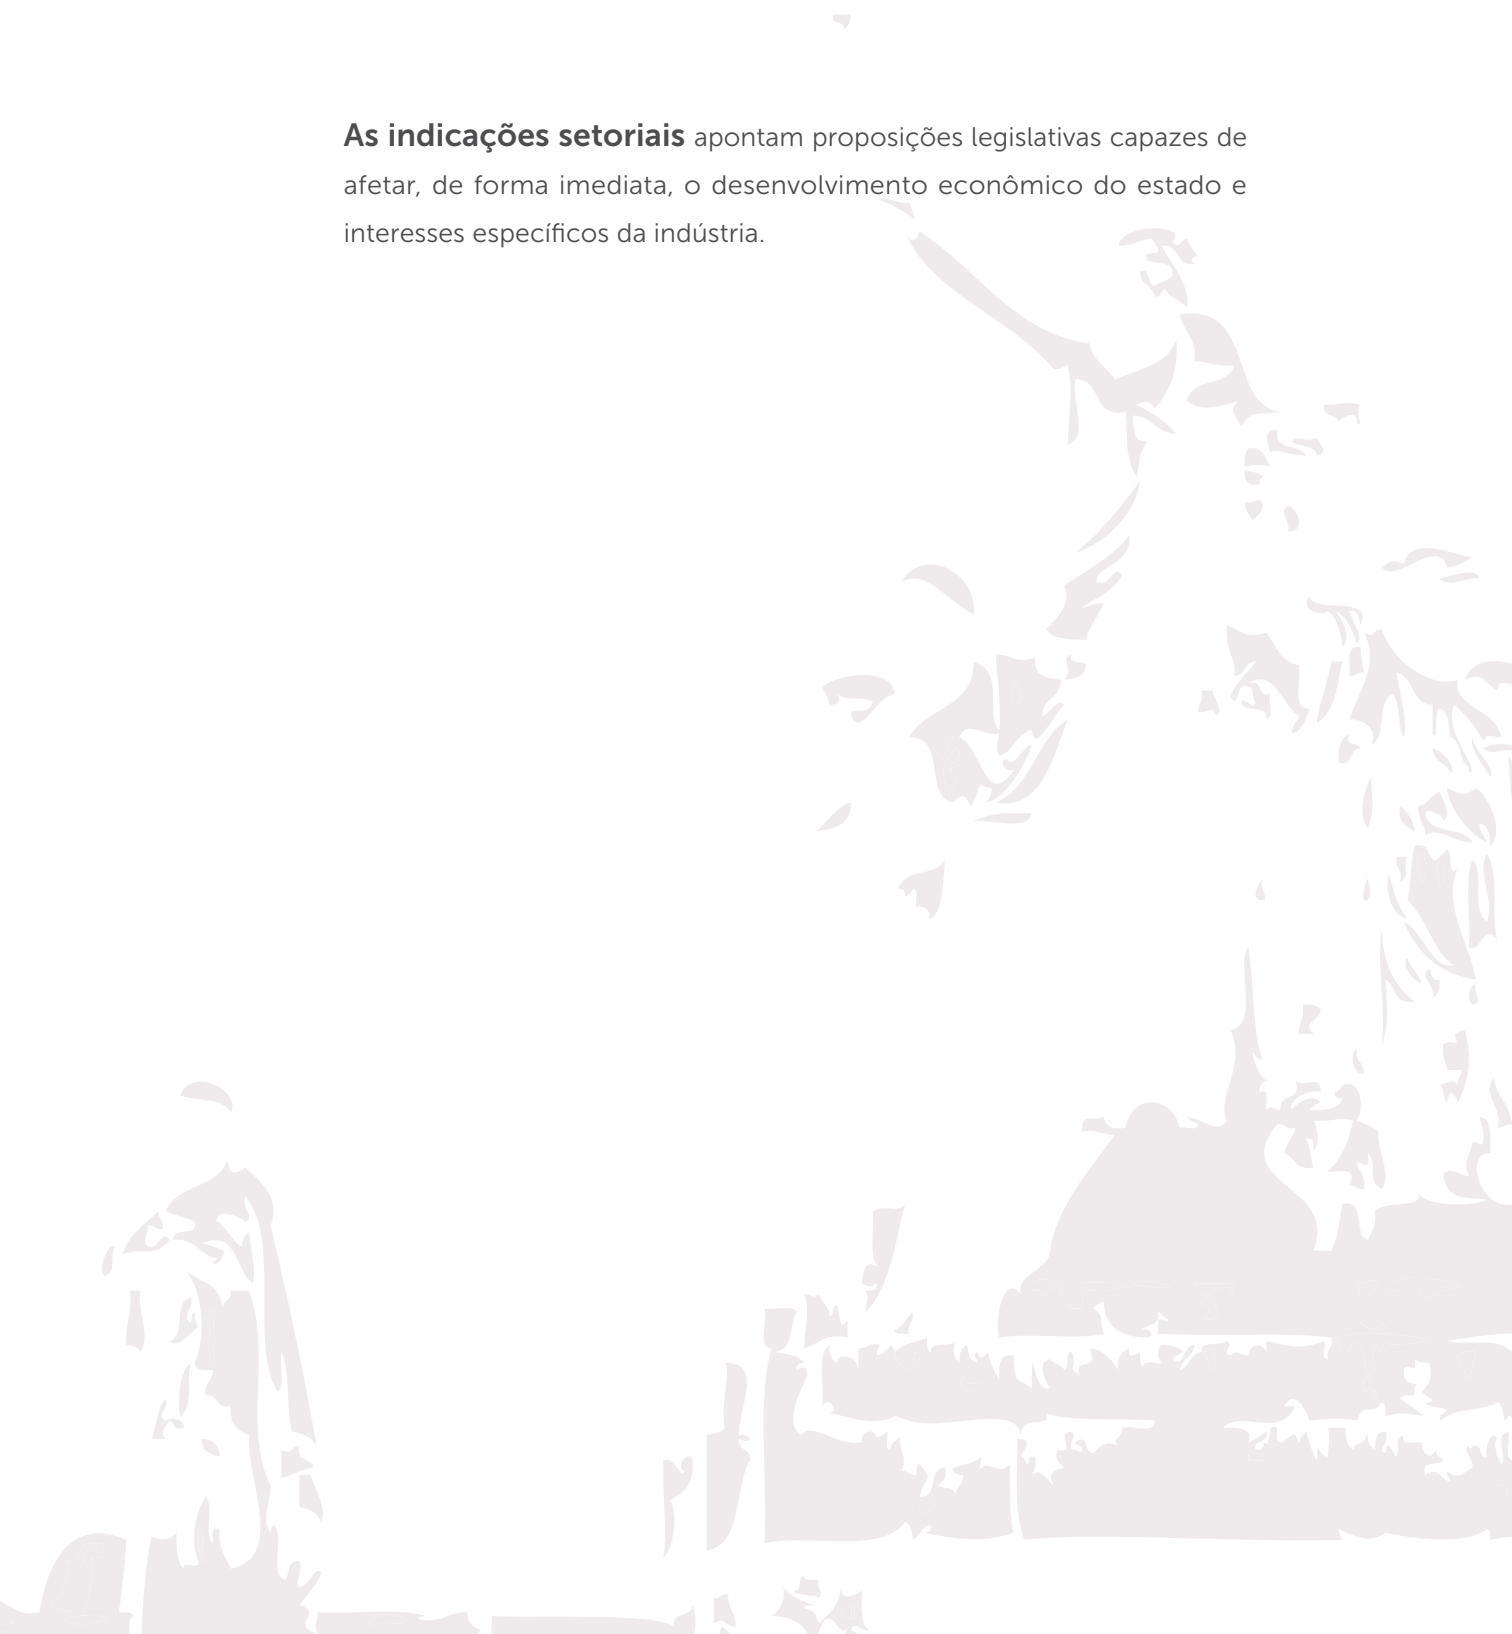 As indicações setoriais apontam proposições legislativas capazes de
afetar, de forma imediata, o desenvolvimento econômico do estado e
interesses específicos da indústria.